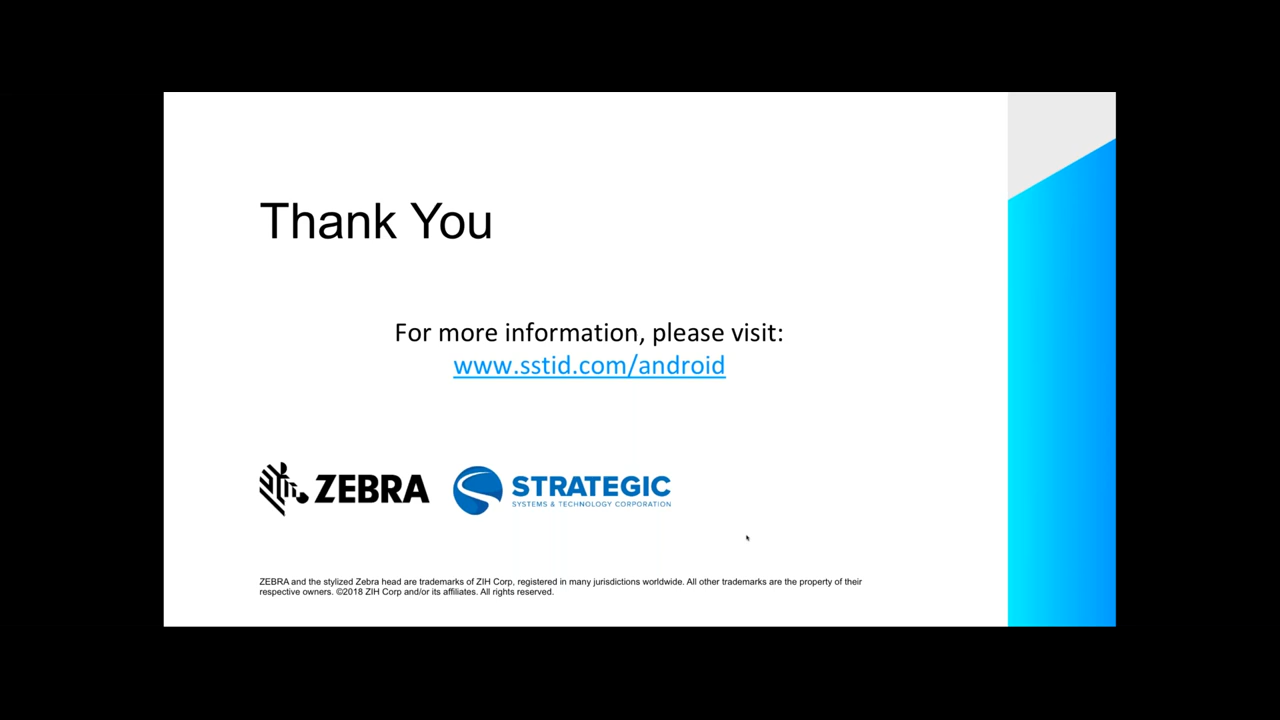 Thank You
For more information, please visit:
www.sstid.com/android
ZEBRA
STRATEGIC
SYSTEMS & TECHNOLOGY CORPORATION
ZEBRA and the stylized Zebra head are trademarks of ZIH Corp, registered in many jurisdictions worldwide. All other trademarks are the property of their
respective owners. ©2018 ZIH Corp and/or its affiliates. All rights reserved.